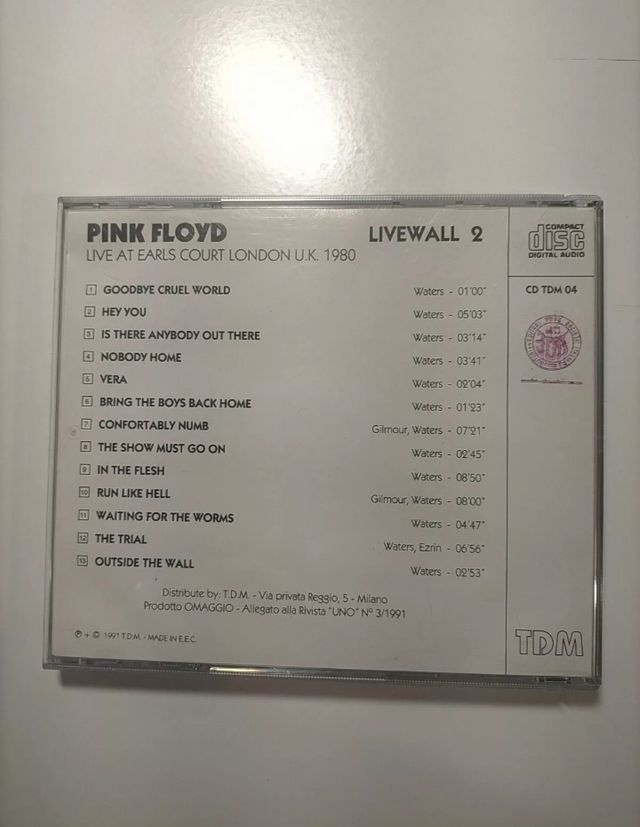 PINK FLOYD LIVEWALL 2
LIVE AT EARLS COURT LONDON U.K. 1980
1 GOODBYE CRUEL WORLD Waters - 01'00"
2 HEY YOU Waters - 05'03"
3 IS THERE ANYBODY OUT THERE Waters - 03'14"
4 NOBODY HOME Waters - 03'41"
5 VERA Waters - 02'04"
6 BRING THE BOYS BACK HOME Waters - 01'23"
7 CONFORTABLY NUMB Gilmour, Waters - 07'21"
8 THE SHOW MUST GO ON Waters - 02'45"
9 IN THE FLESH Waters - 08'50"
10 RUN LIKE HELL Gilmour, Waters - 08'00"
11 WAITING FOR THE WORMS Waters - 04'47"
12 THE TRIAL Waters, Ezrin - 06'56"
13 OUTSIDE THE WALL Waters - 02'53"
Distribute by: T.D.M. - Via privata Reggio, 5 - Milano
Prodotto OMAGGIO - Allegato alla Rivista "UNO" N° 3/1991
℗ + © 1991 T.D.M. - MADE IN E.E.C.
COMPACT
disc
DIGITAL AUDIO
CD TDM 04
TDM